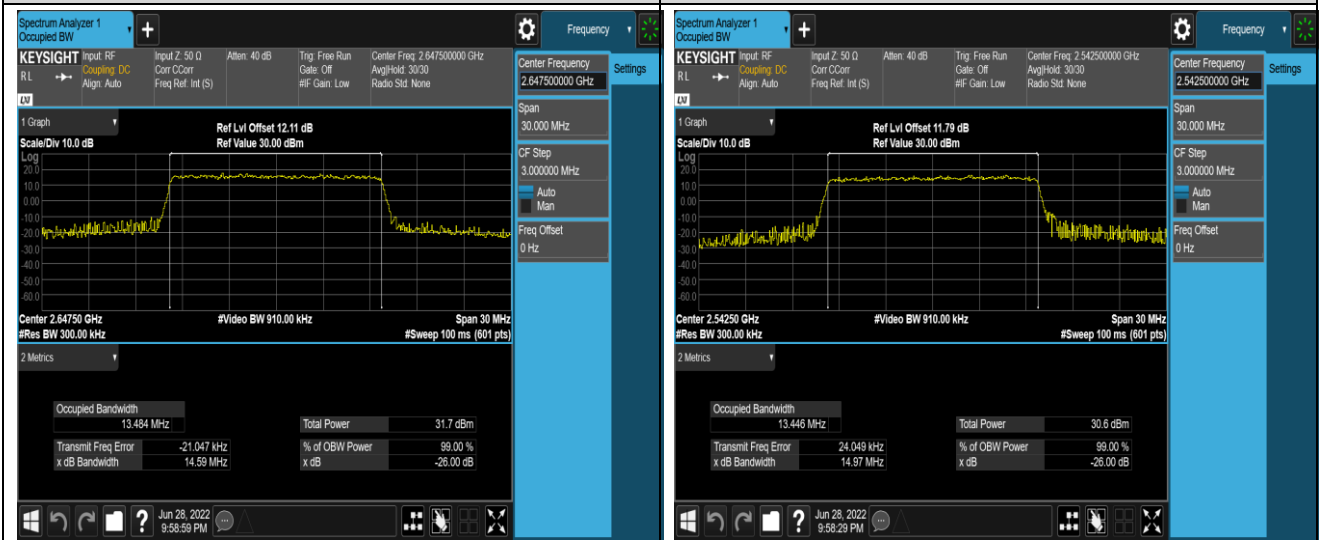 Spectrum Analyzer 1
Occupied BW
+
Frequency
KEYSIGHT Input: RF
RL
Coupling: DC
Align: Auto
Input Z: 50 Ω
Corr CCorr
Freq Ref: Int (S)
Atten: 40 dB
Trig: Free Run
Gate: Off
#IF Gain: Low
Center Freq: 2.647500000 GHz
Avg|Hold: 30/30
Radio Std: None
LXI
Center Frequency
2.647500000 GHz
Settings
Span
30.000 MHz
CF Step
3.000000 MHz
Auto
Man
Freq Offset
0 Hz
1 Graph
Scale/Div 10.0 dB
Ref Lvl Offset 12.11 dB
Ref Value 30.00 dBm
Log
20.0
10.0
0.00
-10.0
-20.0
-30.0
-40.0
-50.0
-60.0
Center 2.64750 GHz
#Video BW 910.00 kHz
Span 30 MHz
#Res BW 300.00 kHz
#Sweep 100 ms (601 pts)
2 Metrics
Occupied Bandwidth
13.484 MHz
Total Power 31.7 dBm
Transmit Freq Error -21.047 kHz
% of OBW Power 99.00 %
x dB Bandwidth 14.59 MHz
x dB -26.00 dB
?
Jun 28, 2022
9:58:59 PM
Spectrum Analyzer 1
Occupied BW
+
Frequency
KEYSIGHT Input: RF
RL
Coupling: DC
Align: Auto
Input Z: 50 Ω
Corr CCorr
Freq Ref: Int (S)
Atten: 40 dB
Trig: Free Run
Gate: Off
#IF Gain: Low
Center Freq: 2.542500000 GHz
Avg|Hold: 30/30
Radio Std: None
LXI
Center Frequency
2.542500000 GHz
Settings
Span
30.000 MHz
CF Step
3.000000 MHz
Auto
Man
Freq Offset
0 Hz
1 Graph
Scale/Div 10.0 dB
Ref Lvl Offset 11.79 dB
Ref Value 30.00 dBm
Log
20.0
10.0
0.00
-10.0
-20.0
-30.0
-40.0
-50.0
-60.0
Center 2.54250 GHz
#Video BW 910.00 kHz
Span 30 MHz
#Res BW 300.00 kHz
#Sweep 100 ms (601 pts)
2 Metrics
Occupied Bandwidth
13.446 MHz
Total Power 30.6 dBm
Transmit Freq Error 24.049 kHz
% of OBW Power 99.00 %
x dB Bandwidth 14.97 MHz
x dB -26.00 dB
?
Jun 28, 2022
9:58:29 PM